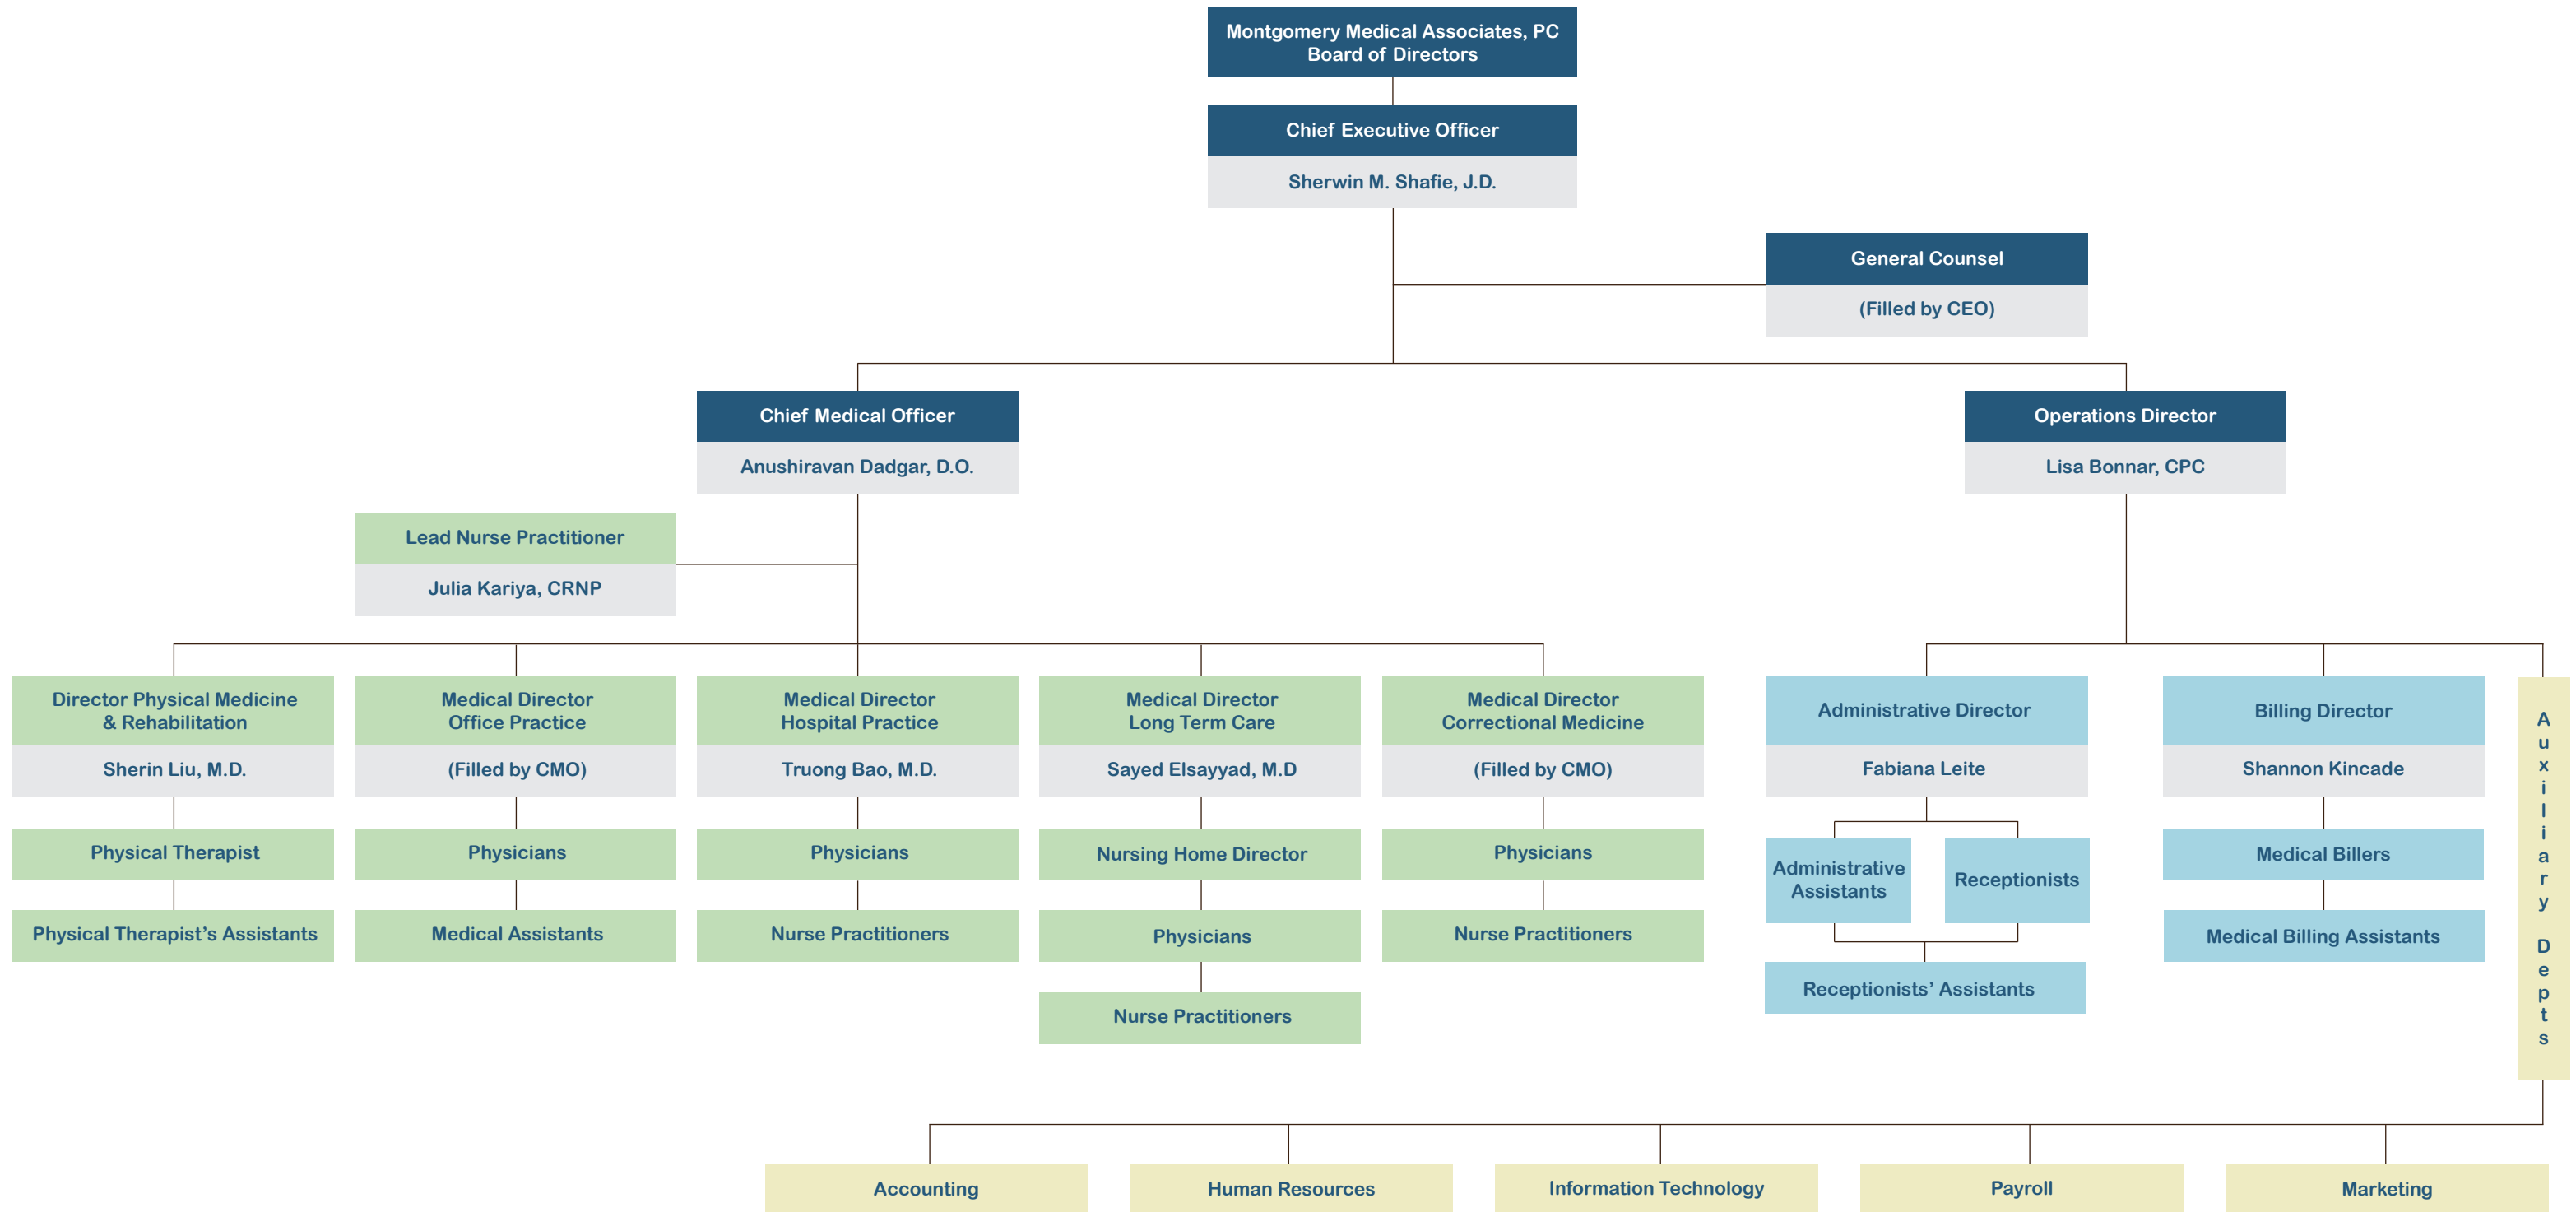 Montgomery Medical Associates, PC
Board of Directors
Chief Executive Officer
Sherwin M. Shafie, J.D.
General Counsel
(Filled by CEO)
Chief Medical Officer
Anushiravan Dadgar, D.O.
Operations Director
Lisa Bonnar, CPC
Lead Nurse Practitioner
Julia Kariya, CRNP
Director Physical Medicine
& Rehabilitation
Sherin Liu, M.D.
Physical Therapist
Physical Therapist’s Assistants
Medical Director
Office Practice
(Filled by CMO)
Physicians
Medical Assistants
Medical Director
Hospital Practice
Truong Bao, M.D.
Physicians
Nurse Practitioners
Medical Director
Long Term Care
Sayed Elsayyad, M.D
Nursing Home Director
Physicians
Nurse Practitioners
Medical Director
Correctional Medicine
(Filled by CMO)
Physicians
Nurse Practitioners
Administrative Director
Fabiana Leite
Administrative
Assistants
Receptionists
Receptionists’ Assistants
Billing Director
Shannon Kincade
Medical Billers
Medical Billing Assistants
Auxiliary Depts
Accounting
Human Resources
Information Technology
Payroll
Marketing